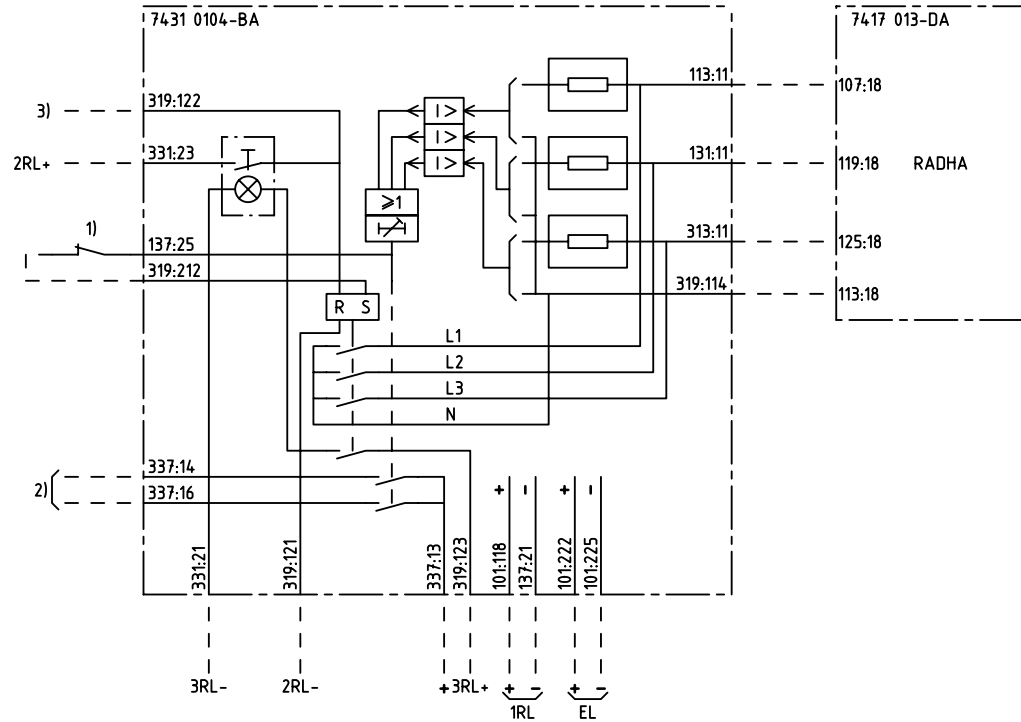 7431 0104-BA
7417 013-DA
113:11
107:18
3)
319:122
I >
I >
I >
2RL+
331:23
131:11
119:18
RADHA
≥1
1)
137:25
313:11
125:18
319:212
319:114
113:18
R S
L1
L2
L3
N
337:14
2)
337:16
+ - + -
331:21
319:121
337:13
319:123
101:118
137:21
101:222
101:225
3RL-
2RL-
+
3RL+
+ - + -
1RL
EL